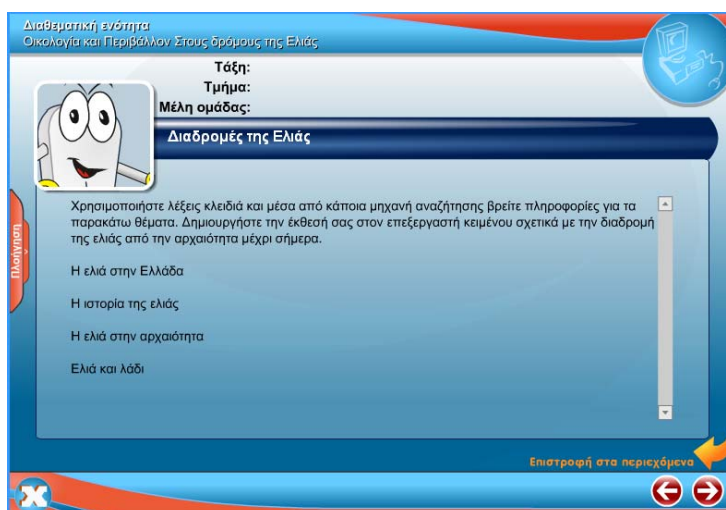 Διαθεματική ενότητα
Οικολογία και Περιβάλλον Στους δρόμους της Ελιάς
Τάξη:
Τμήμα:
Μέλη ομάδας:
Διαδρομές της Ελιάς
Χρησιμοποιήστε λέξεις κλειδιά και μέσα από κάποια μηχανή αναζήτησης βρείτε πληροφορίες για τα
παρακάτω θέματα. Δημιουργήστε την έκθεσή σας στον επεξεργαστή κειμένου σχετικά με την διαδρομή
της ελιάς από την αρχαιότητα μέχρι σήμερα.
Η ελιά στην Ελλάδα
Η ιστορία της ελιάς
Η ελιά στην αρχαιότητα
Ελιά και λάδι
Πλοήγηση
Επιστροφή στα περιεχόμενα